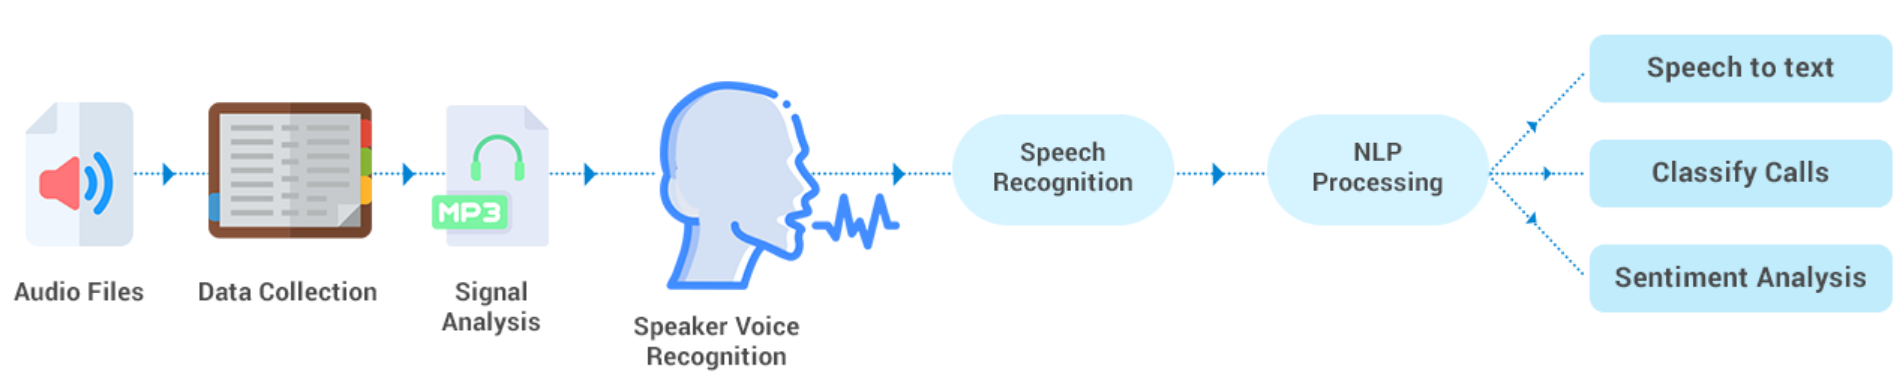 Audio Files
Data Collection
MP3
Signal
Analysis
Speaker Voice
Recognition
Speech
Recognition
NLP
Processing
Speech to text
Classify Calls
Sentiment Analysis